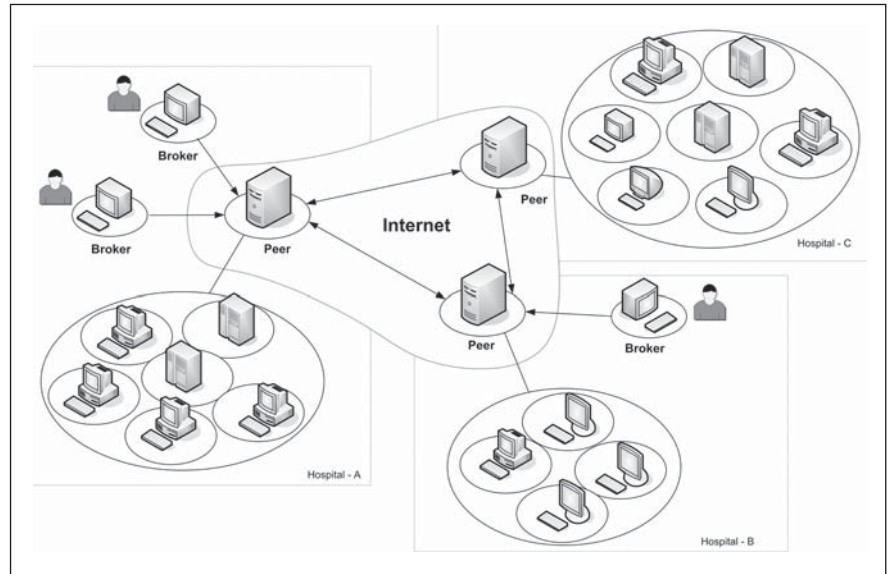 Broker
Broker
Peer
Internet
Peer
Hospital - C
Peer
Broker
Hospital - A
Hospital - B